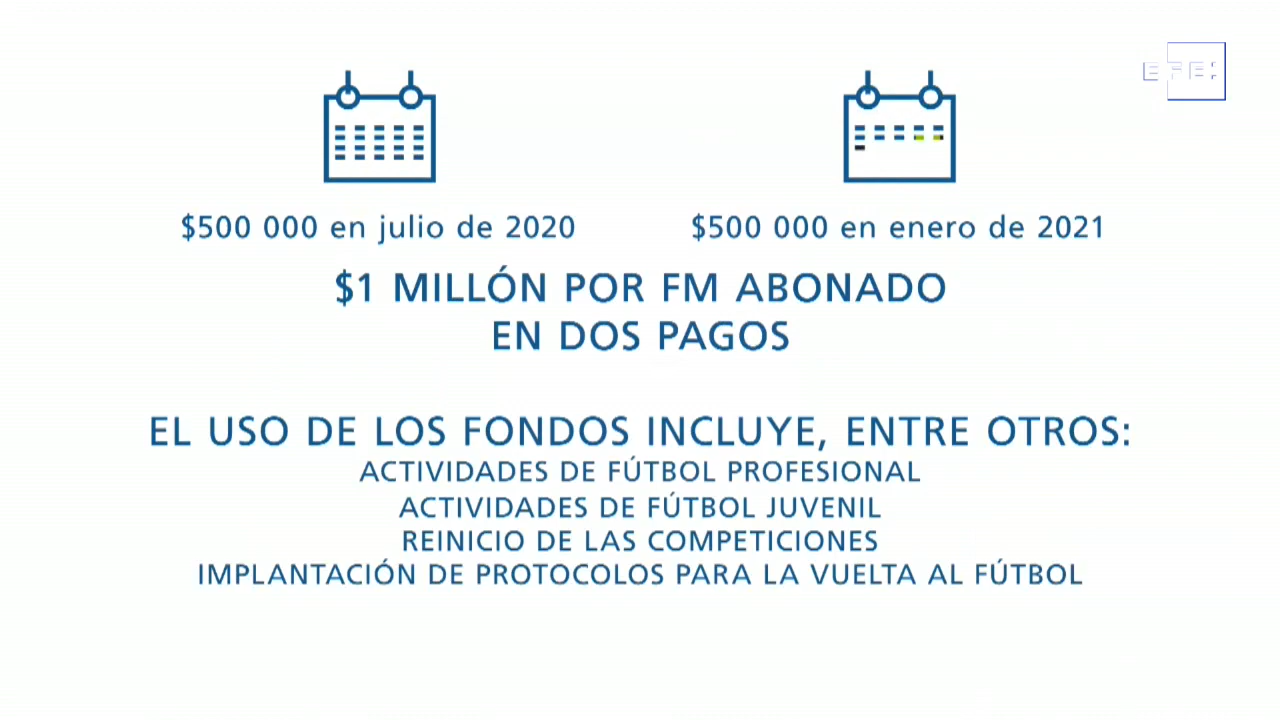 EFE:
$500 000 en julio de 2020
$500 000 en enero de 2021
$1 MILLÓN POR FM ABONADO
EN DOS PAGOS
EL USO DE LOS FONDOS INCLUYE, ENTRE OTROS:
ACTIVIDADES DE FÚTBOL PROFESIONAL
ACTIVIDADES DE FÚTBOL JUVENIL
REINICIO DE LAS COMPETICIONES
IMPLANTACIÓN DE PROTOCOLOS PARA LA VUELTA AL FÚTBOL